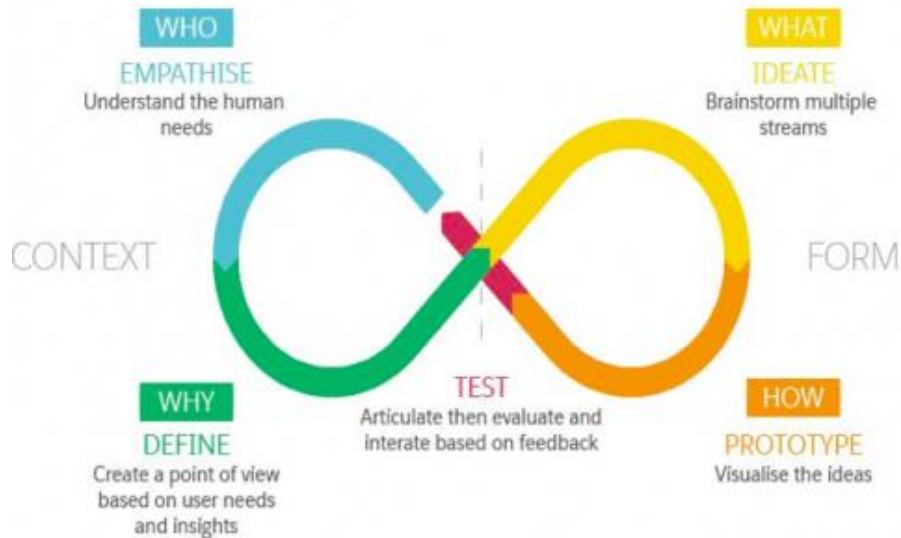 WHO
EMPATHISE
Understand the human
needs
WHAT
IDEATE
Brainstorm multiple
streams
CONTEXT
FORM
WHY
DEFINE
Create a point of view
based on user needs
and insights
TEST
Articulate then evaluate and
interate based on feedback
HOW
PROTOTYPE
Visualise the ideas